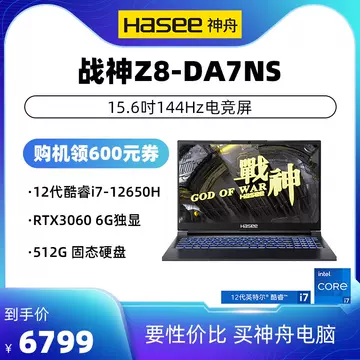 Hasee 神舟
战神Z8-DA7NS
15.6吋144Hz电竞屏
购机领600元券
·12代酷睿i7-12650H
·RTX3060 6G独显
·512G 固态硬盘
戰神
GOD OF WAR
HASEE
intel
CORE
i7
12代英特尔® 酷睿™ i7
到手价
¥6799
要性价比 买神舟电脑